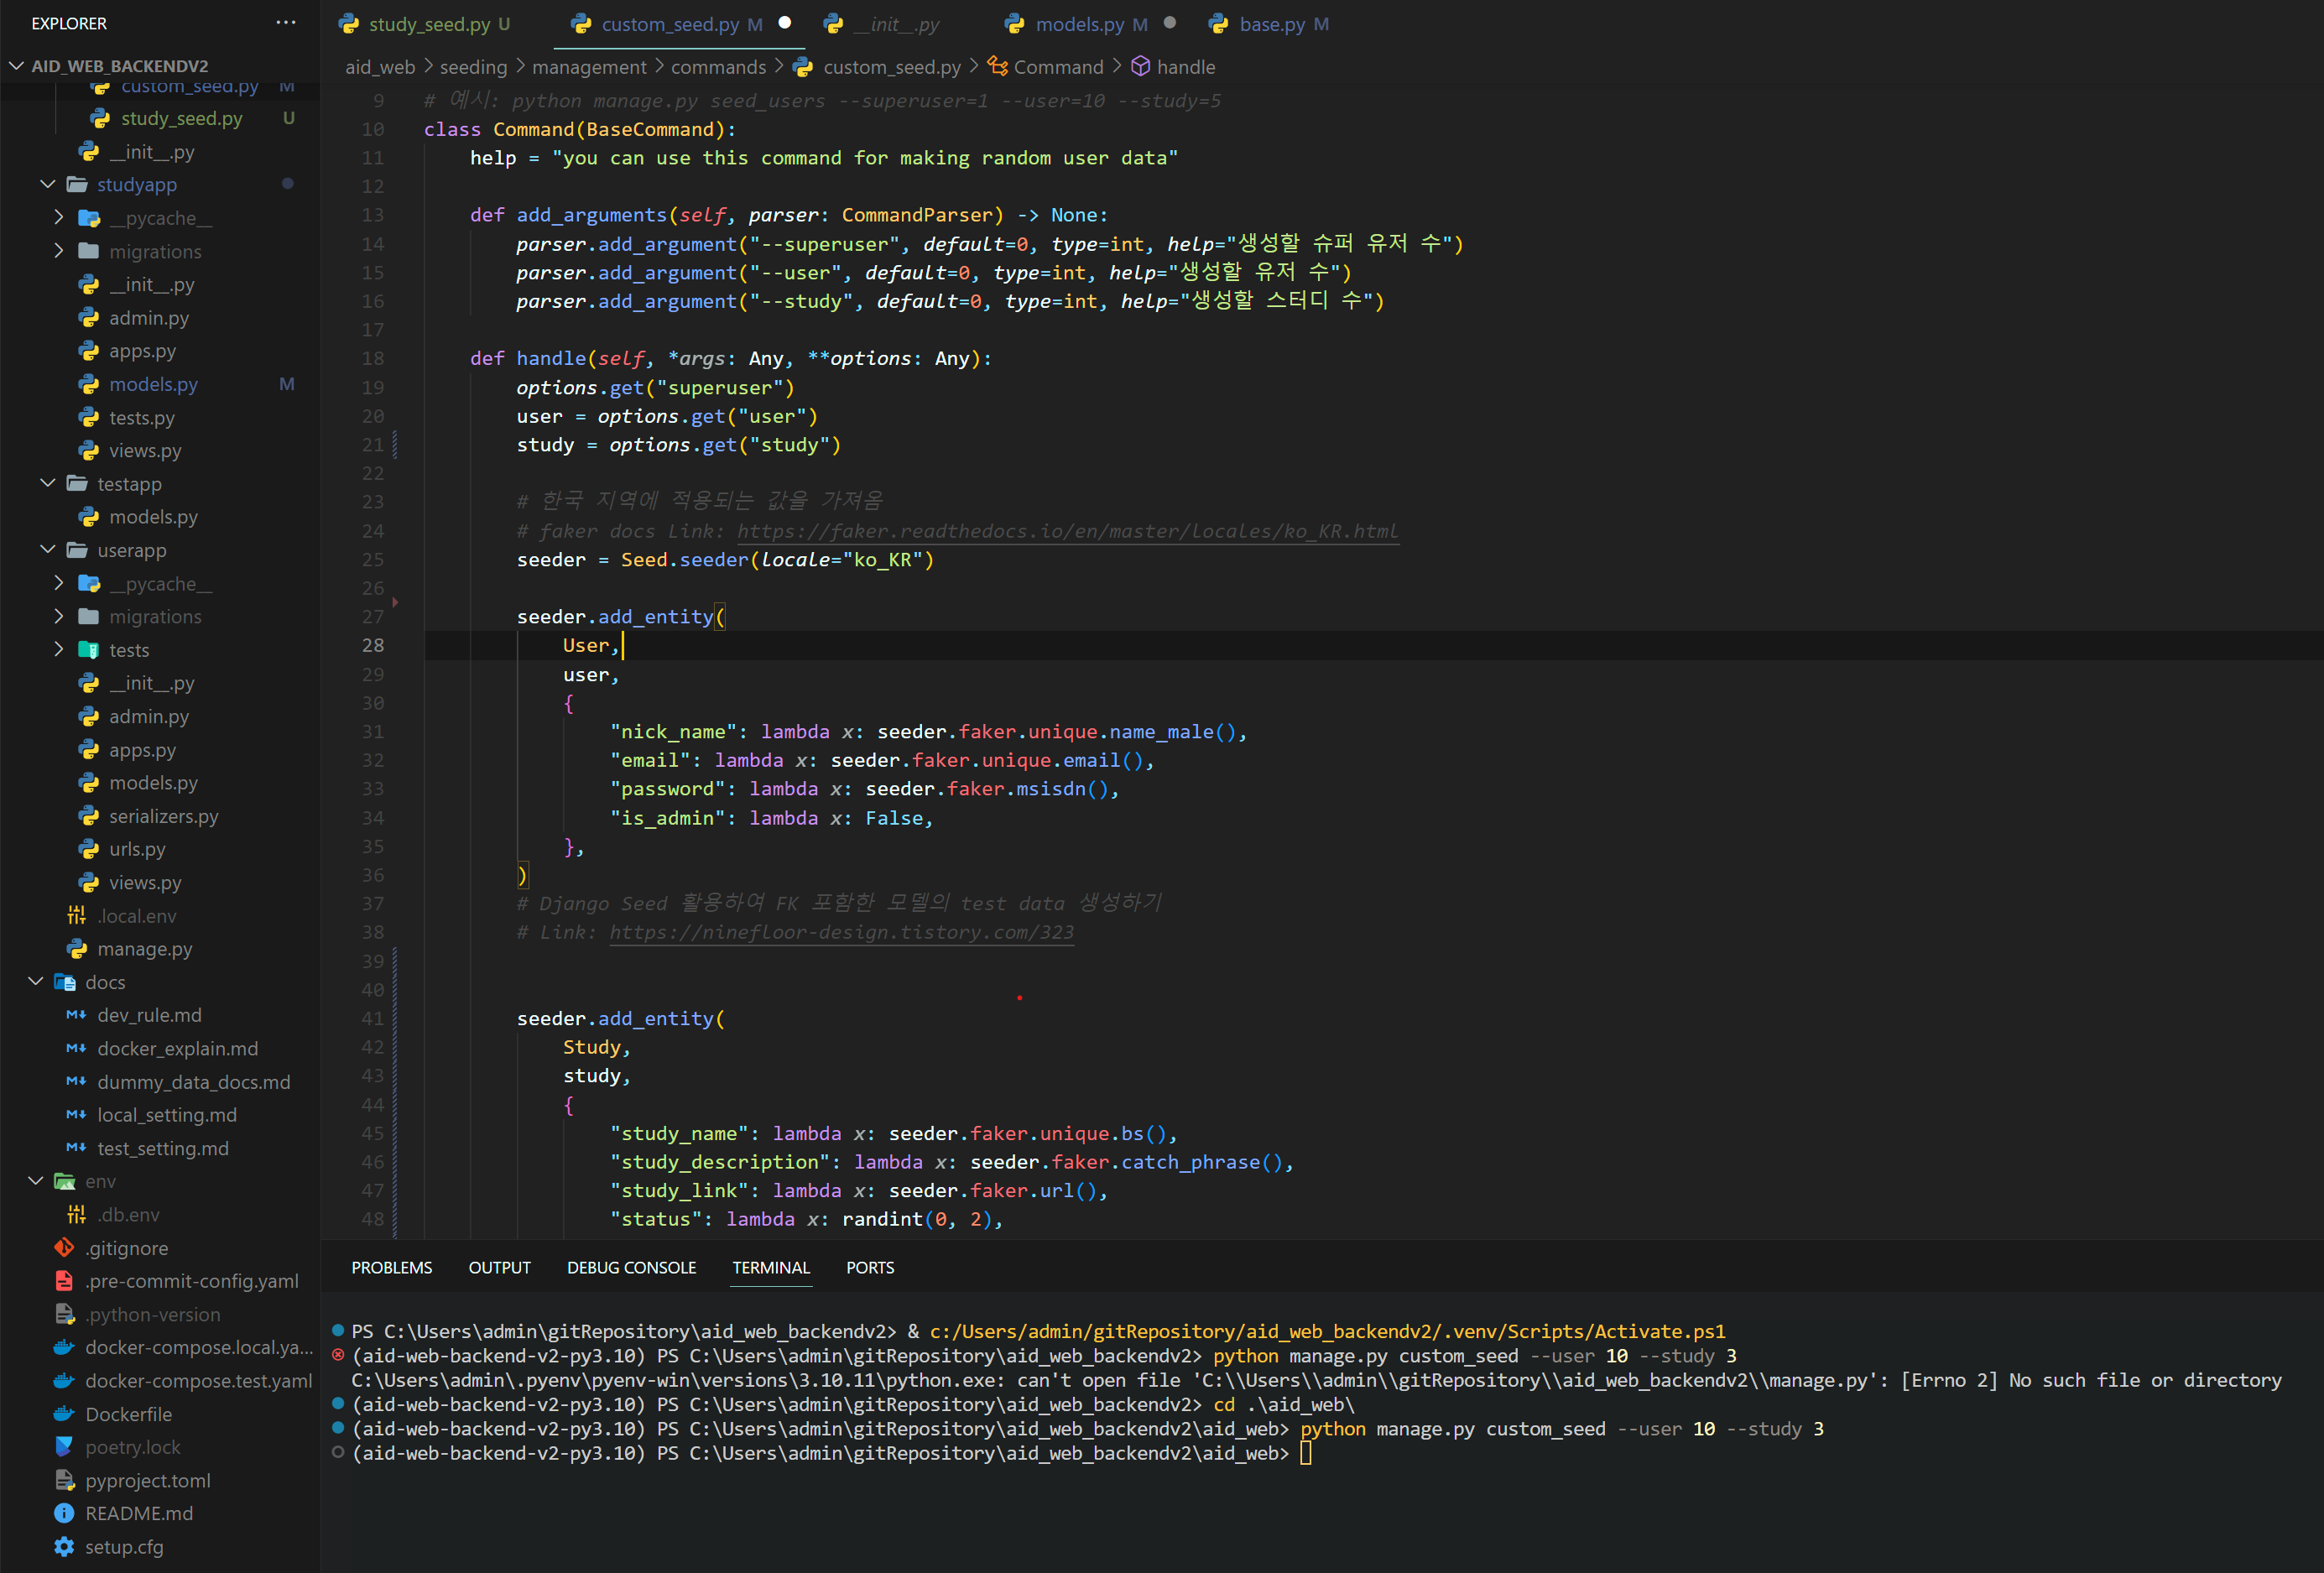 EXPLORER
AID_WEB_BACKENDV2
custom_seed.py M
study_seed.py U
__init__.py
studyapp
__pycache__
migrations
__init__.py
admin.py
apps.py
models.py M
tests.py
views.py
testapp
models.py
userapp
__pycache__
migrations
tests
__init__.py
admin.py
apps.py
models.py
serializers.py
urls.py
views.py
.local.env
manage.py
docs
dev_rule.md
docker_explain.md
dummy_data_docs.md
local_setting.md
test_setting.md
env
.db.env
.gitignore
.pre-commit-config.yaml
.python-version
docker-compose.local.ya...
docker-compose.test.yaml
Dockerfile
poetry.lock
pyproject.toml
README.md
setup.cfg
study_seed.py U custom_seed.py M __init__.py models.py M base.py M
aid_web > seeding > management > commands > custom_seed.py > Command > handle
9 # 예시: python manage.py seed_users --superuser=1 --user=10 --study=5
10 class Command(BaseCommand):
11 help = "you can use this command for making random user data"
12
13 def add_arguments(self, parser: CommandParser) -> None:
14 parser.add_argument("--superuser", default=0, type=int, help="생성할 슈퍼 유저 수")
15 parser.add_argument("--user", default=0, type=int, help="생성할 유저 수")
16 parser.add_argument("--study", default=0, type=int, help="생성할 스터디 수")
17
18 def handle(self, *args: Any, **options: Any):
19 options.get("superuser")
20 user = options.get("user")
21 study = options.get("study")
22
23 # 한국 지역에 적용되는 값을 가져옴
24 # faker docs Link: https://faker.readthedocs.io/en/master/locales/ko_KR.html
25 seeder = Seed.seeder(locale="ko_KR")
26
27 seeder.add_entity(
28 User,
29 user,
30 {
31 "nick_name": lambda x: seeder.faker.unique.name_male(),
32 "email": lambda x: seeder.faker.unique.email(),
33 "password": lambda x: seeder.faker.msisdn(),
34 "is_admin": lambda x: False,
35 },
36 )
37 # Django Seed 활용하여 FK 포함한 모델의 test data 생성하기
38 # Link: https://ninefloor-design.tistory.com/323
39
40
41 seeder.add_entity(
42 Study,
43 study,
44 {
45 "study_name": lambda x: seeder.faker.unique.bs(),
46 "study_description": lambda x: seeder.faker.catch_phrase(),
47 "study_link": lambda x: seeder.faker.url(),
48 "status": lambda x: randint(0, 2),
PROBLEMS OUTPUT DEBUG CONSOLE TERMINAL PORTS
PS C:\Users\admin\gitRepository\aid_web_backendv2> & c:/Users/admin/gitRepository/aid_web_backendv2/.venv/Scripts/Activate.ps1
(aid-web-backend-v2-py3.10) PS C:\Users\admin\gitRepository\aid_web_backendv2> python manage.py custom_seed --user 10 --study 3
C:\Users\admin\.pyenv\pyenv-win\versions\3.10.11\python.exe: can't open file 'C:\\Users\\admin\\gitRepository\\aid_web_backendv2\\manage.py': [Errno 2] No such file or directory
(aid-web-backend-v2-py3.10) PS C:\Users\admin\gitRepository\aid_web_backendv2> cd .\aid_web\
(aid-web-backend-v2-py3.10) PS C:\Users\admin\gitRepository\aid_web_backendv2\aid_web> python manage.py custom_seed --user 10 --study 3
(aid-web-backend-v2-py3.10) PS C:\Users\admin\gitRepository\aid_web_backendv2\aid_web>